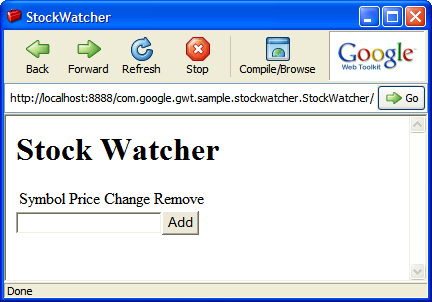 StockWatcher
Back Forward Refresh Stop Compile/Browse
Google
Web Toolkit
http://localhost:8888/com.google.gwt.sample.stockwatcher.StockWatcher/ Go
Stock Watcher
Symbol Price Change Remove
Add
Done